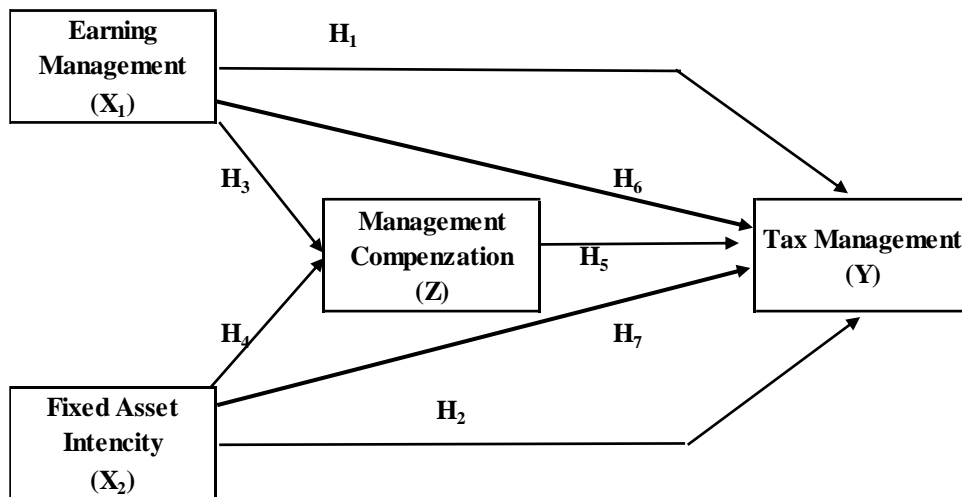 Earning
Management
(X₁)
H₁
H₃
H₆
Management
Compenzation
(Z)
H₅
Tax Management
(Y)
H₄
H₇
Fixed Asset
Intencity
(X₂)
H₂